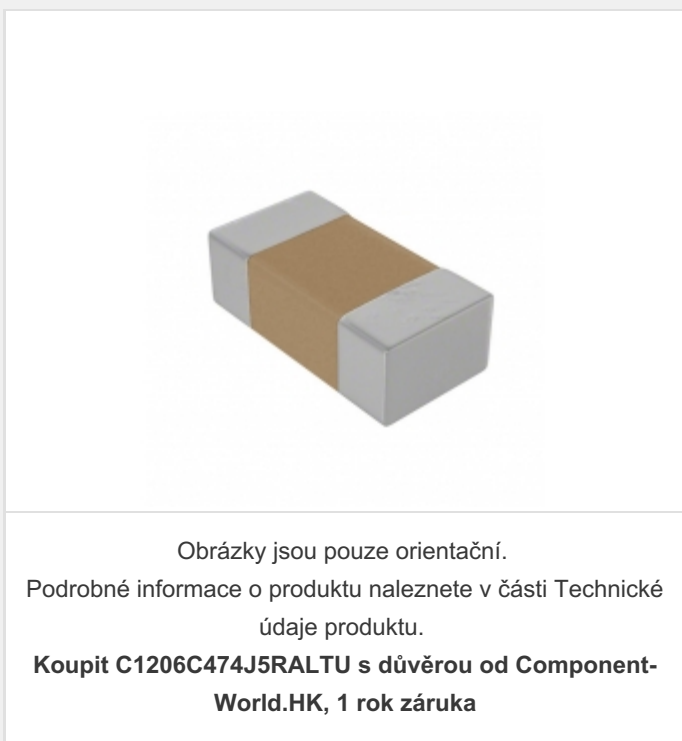 Obrázky jsou pouze orientační.
Podrobné informace o produktu naleznete v části Technické
údaje produktu.
Koupit C1206C474J5RALTU s důvěrou od Component-
World.HK, 1 rok záruka